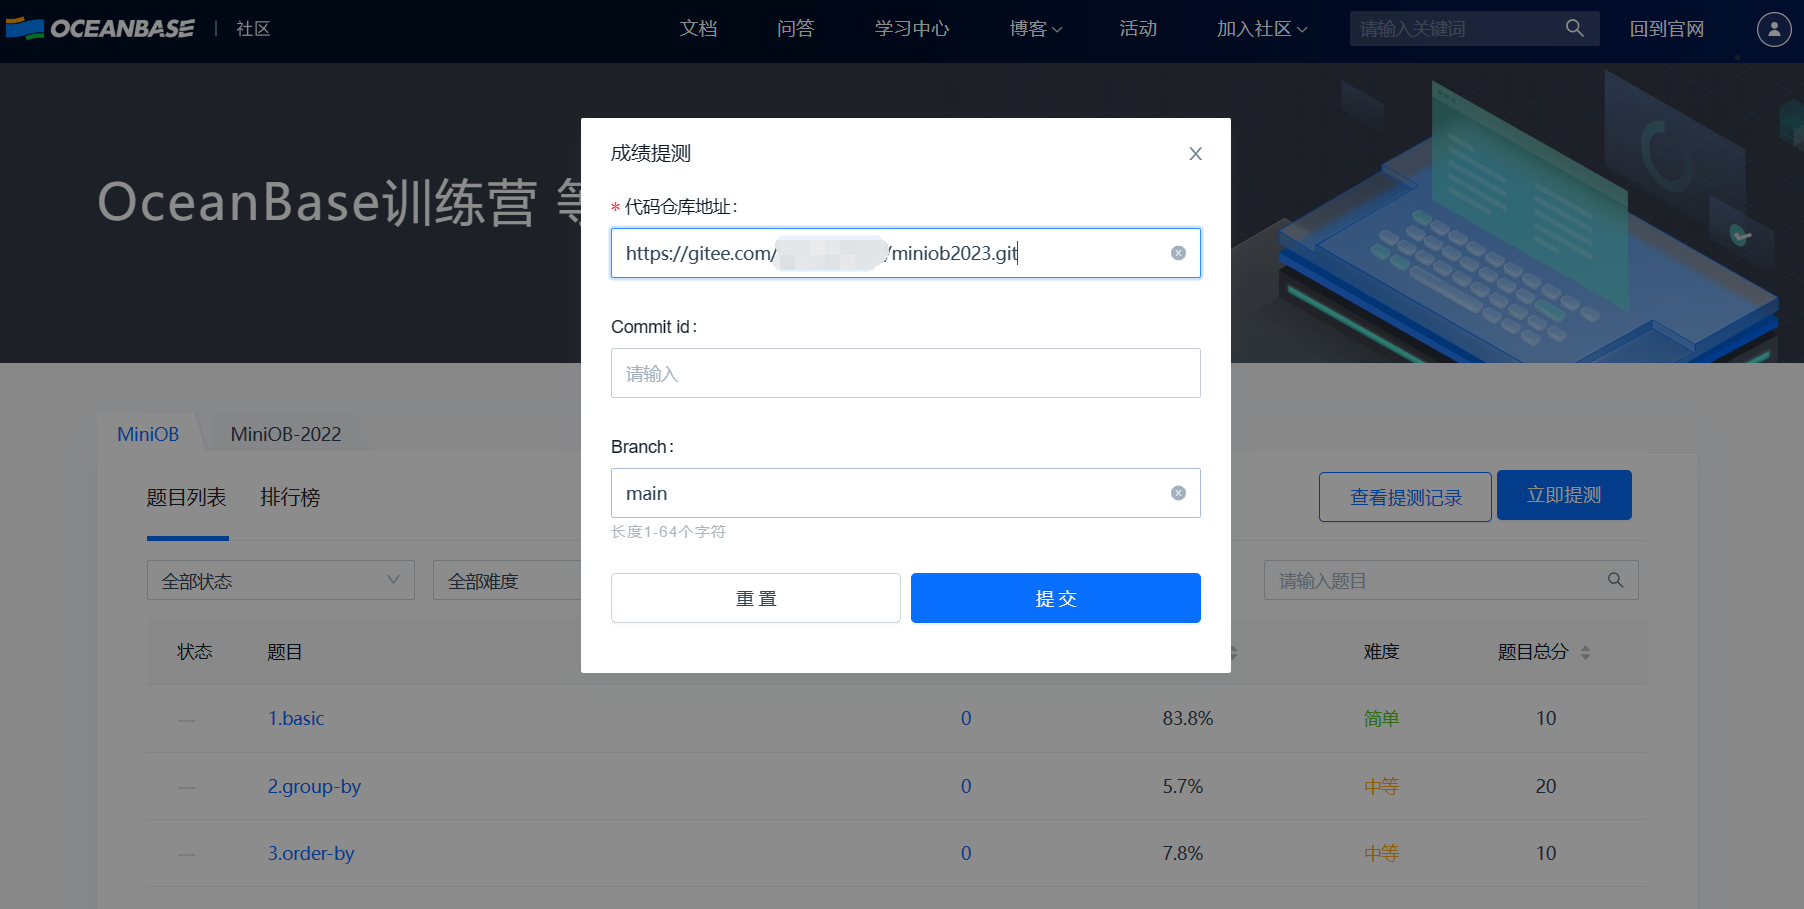 OCEANBASE | 社区
文档 问答 学习中心 博客 活动 加入社区 请输入关键词 回到官网
OceanBase训练营
成绩提测
* 代码仓库地址:
https://gitee.com/ /miniob2023.git
Commit id:
请输入
Branch:
main
长度1-64个字符
重 置 提 交
MiniOB MiniOB-2022
题目列表 排行榜 查看提测记录 立即提测
全部状态 全部难度 请输入题目
状态 题目 难度 题目总分
— 1.basic 0 83.8% 简单 10
— 2.group-by 0 5.7% 中等 20
— 3.order-by 0 7.8% 中等 10